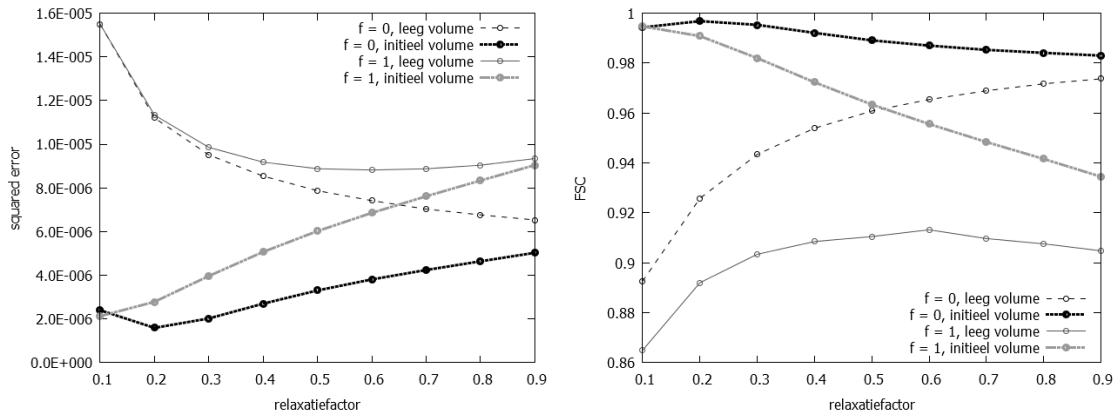 1.6E-005
1.4E-005
1.2E-005
1.0E-005
8.0E-006
6.0E-006
4.0E-006
2.0E-006
0.0E+000
squared error
f = 0, leeg volume
f = 0, initieel volume
f = 1, leeg volume
f = 1, initieel volume
0.1 0.2 0.3 0.4 0.5 0.6 0.7 0.8 0.9
relaxatiefactor
1
0.98
0.96
0.94
0.92
0.9
0.88
0.86
FSC
f = 0, leeg volume
f = 0, initieel volume
f = 1, leeg volume
f = 1, initieel volume
0.1 0.2 0.3 0.4 0.5 0.6 0.7 0.8 0.9
relaxatiefactor